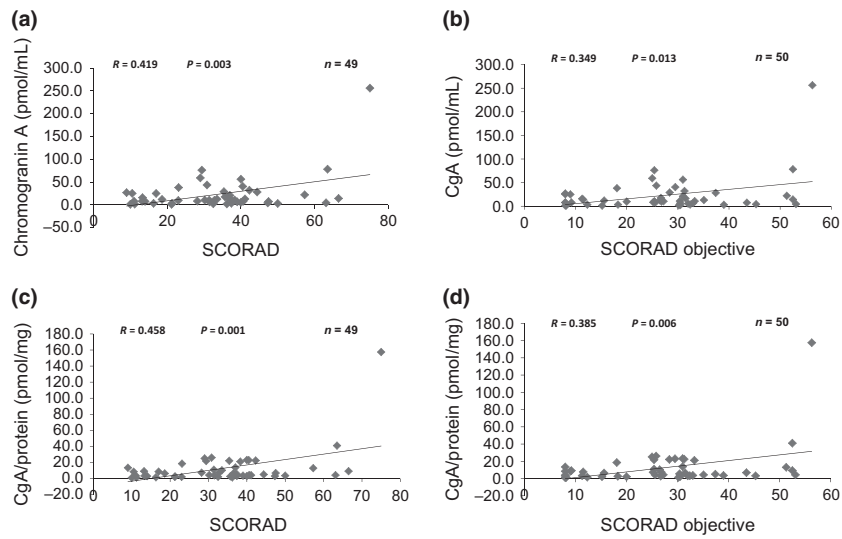 (a)
R = 0.419 P = 0.003 n = 49
Chromogranin A (pmol/mL)
300.0
250.0
200.0
150.0
100.0
50.0
0.0
–50.0
0 20 40 60 80
SCORAD
(b)
R = 0.349 P = 0.013 n = 50
CgA (pmol/mL)
300.0
250.0
200.0
150.0
100.0
50.0
0.0
0 10 20 30 40 50 60
SCORAD objective
(c)
R = 0.458 P = 0.001 n = 49
CgA/protein (pmol/mg)
180.0
160.0
140.0
120.0
100.0
80.0
60.0
40.0
20.0
0.0
–20.0
0 10 20 30 40 50 60 70 80
SCORAD
(d)
R = 0.385 P = 0.006 n = 50
CgA/protein (pmol/mg)
180.0
160.0
140.0
120.0
100.0
80.0
60.0
40.0
20.0
0.0
–20.0
0 10 20 30 40 50 60
SCORAD objective